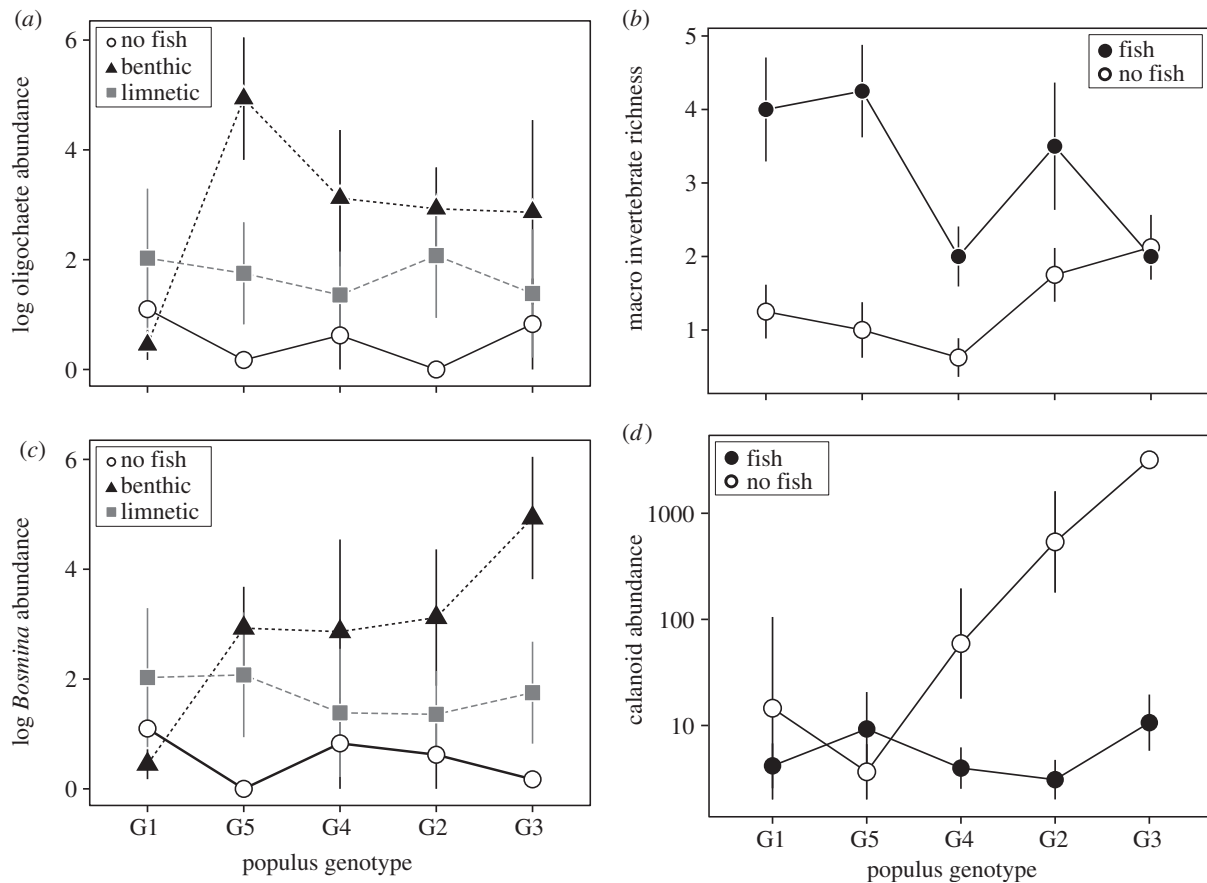 (a)
no fish
benthic
limnetic
6
4
2
0
log oligochaete abundance
(b)
fish
no fish
5
4
3
2
1
macro invertebrate richness
(c)
no fish
benthic
limnetic
6
4
2
0
log Bosmina abundance
G1 G5 G4 G2 G3
populus genotype
(d)
fish
no fish
1000
100
10
calanoid abundance
G1 G5 G4 G2 G3
populus genotype